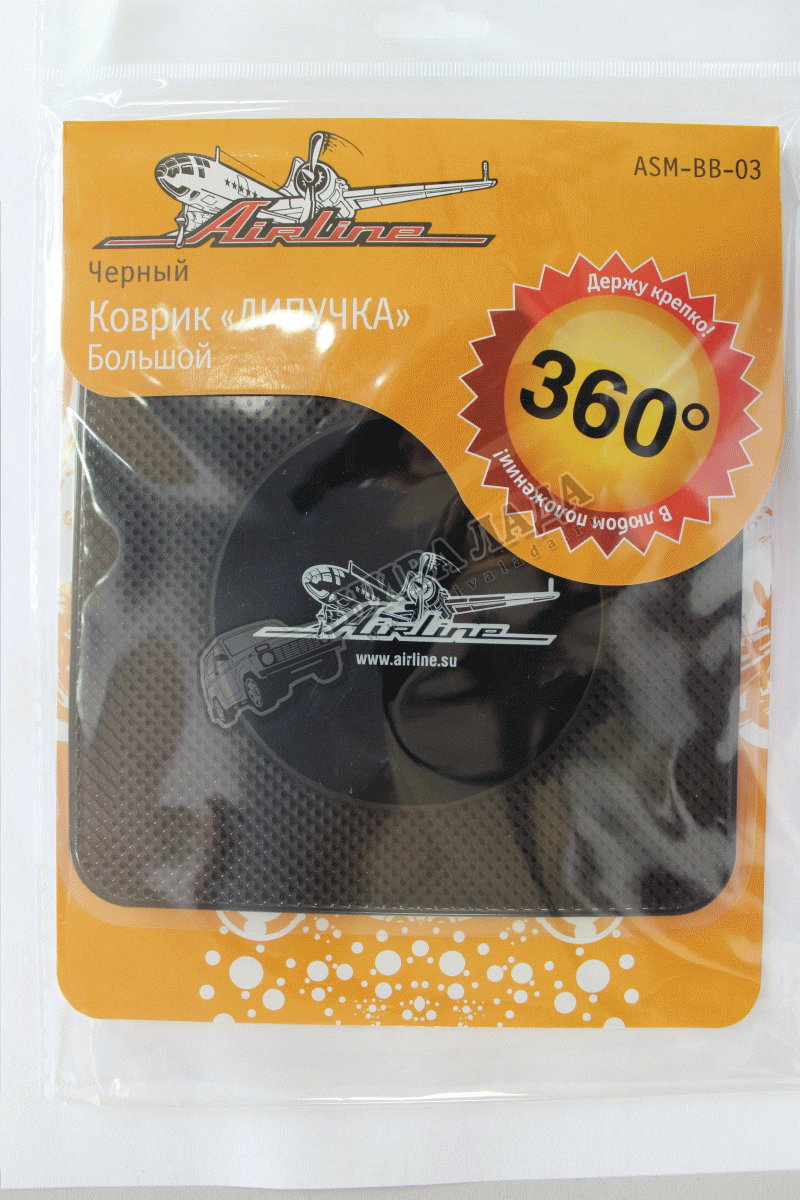 ASM-BB-03
Airline
Черный
Коврик «ЛИПУЧКА»
Большой
Держу крепко!
360°
В любом положении!
Airline
www.airline.su